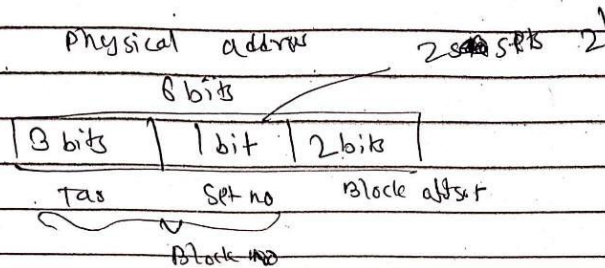 Physical address 2 sets 2¹
6 bits
3 bits 1 bit 2 bits
Tag Set no Block offset
Block no